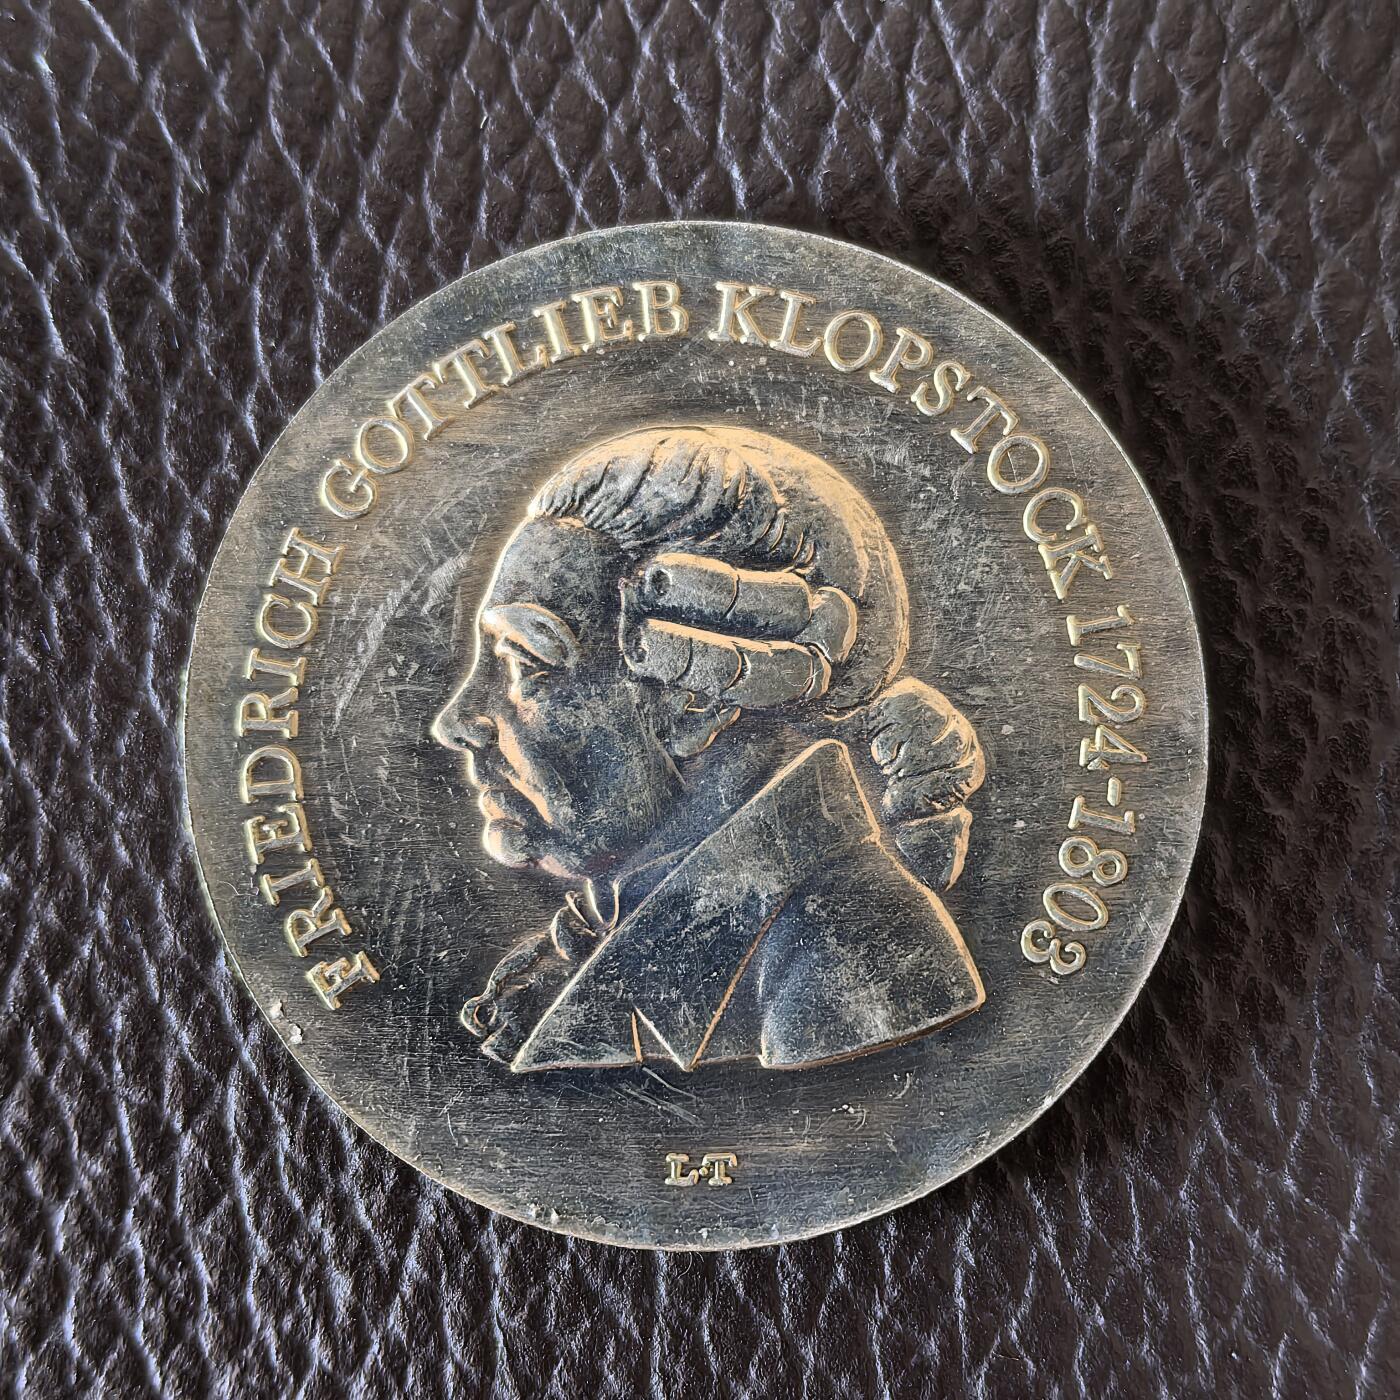 FRIEDRICH GOTTLIEB KLOPSTOCK 1724-1803
L·T